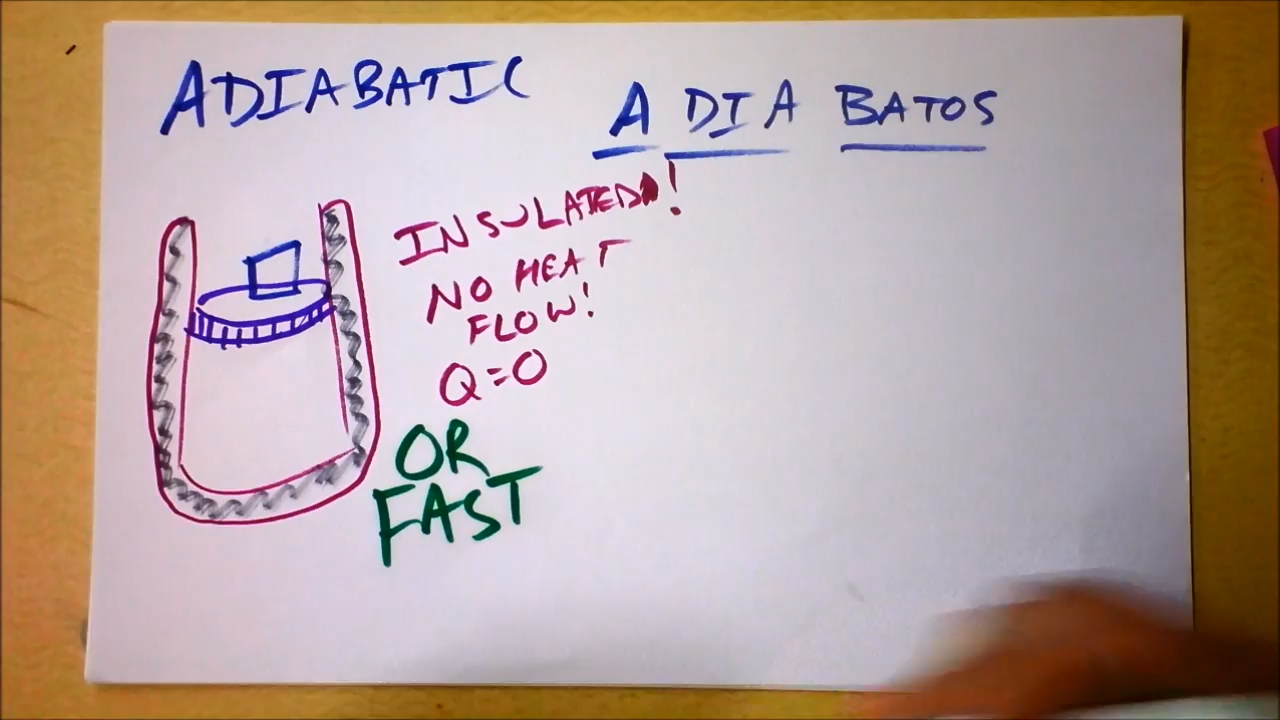 ADIABATIC
A DIA BATOS
INSULATED!
NO HEAT
FLOW!
Q=0
OR
FAST